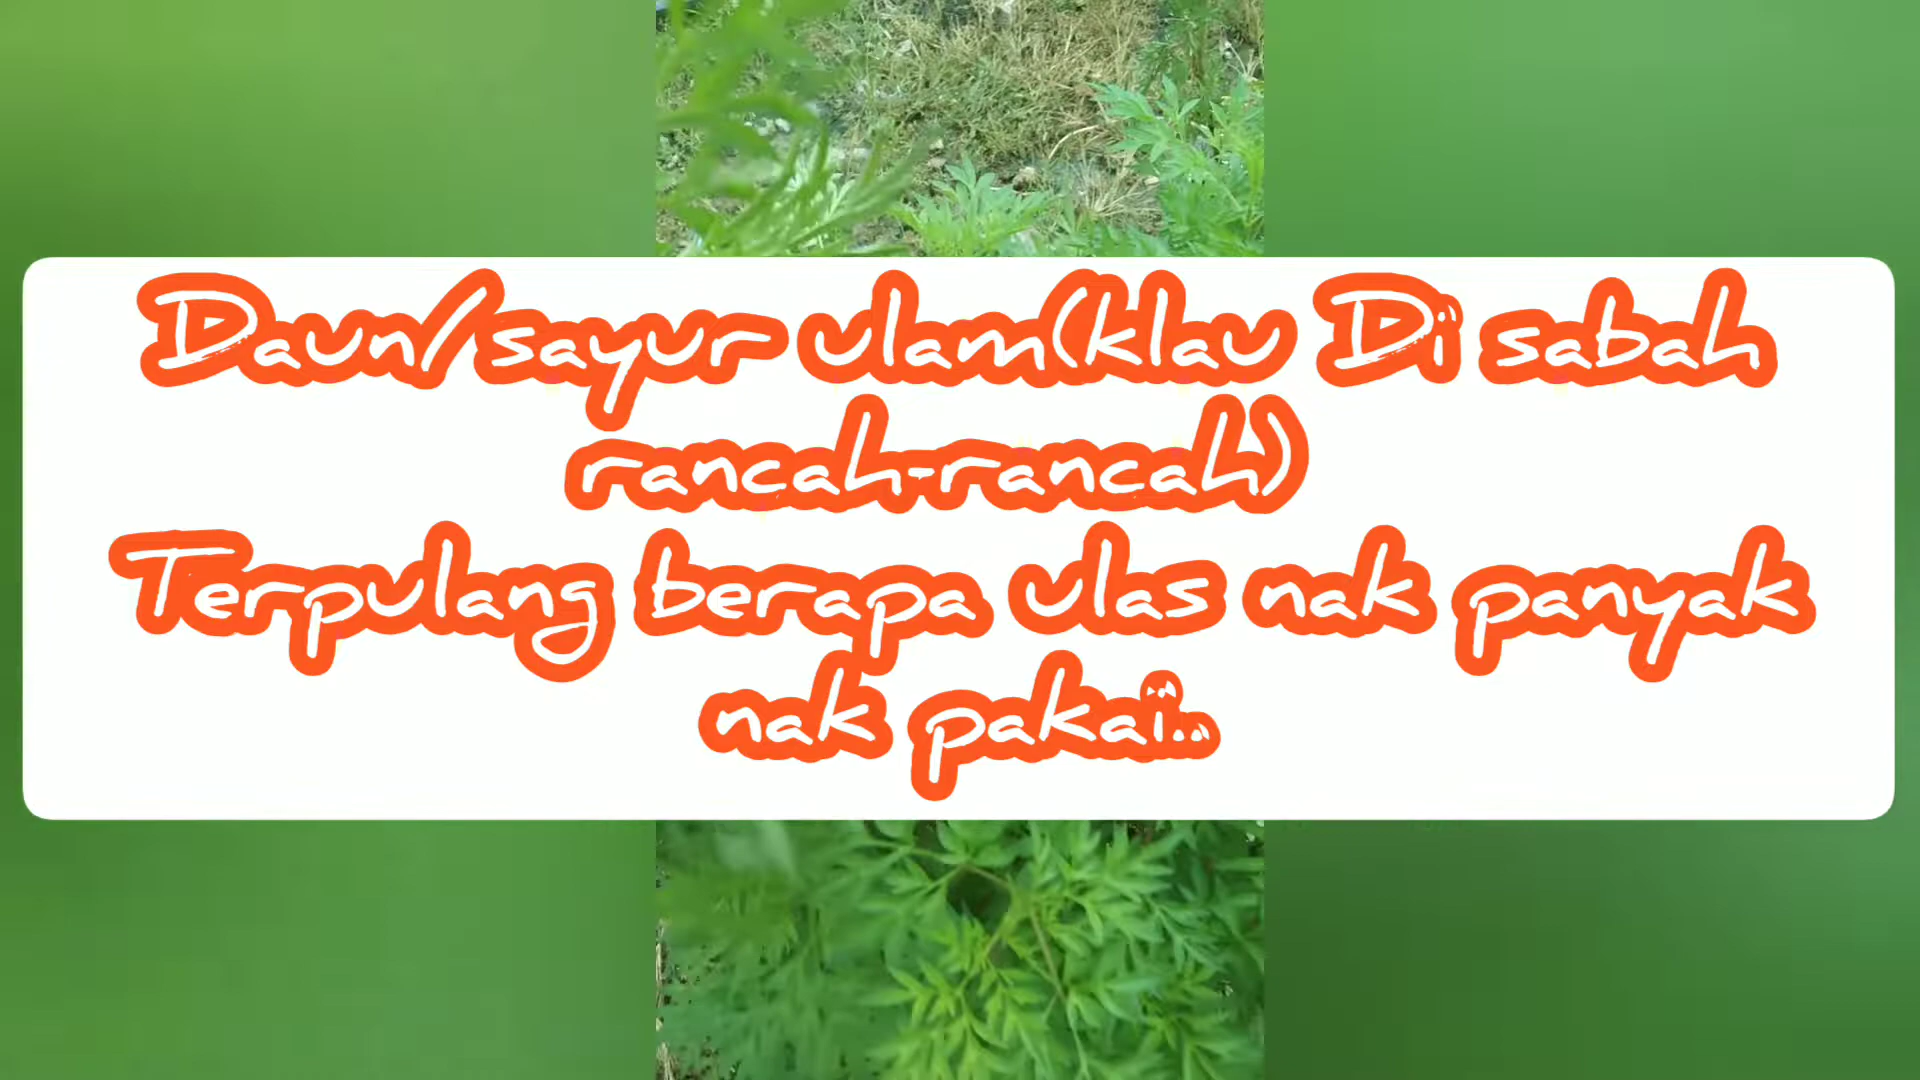 Daun/sayur ulam(klau Di sabah
rancah-rancah)
Terpulang berapa ulas nak panyak
nak pakai..